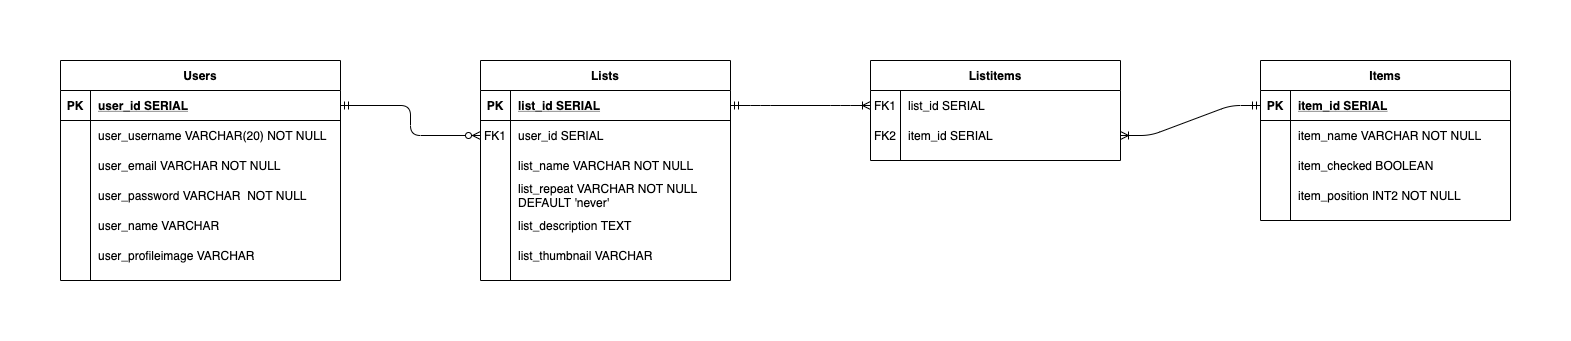 Users
PK user_id SERIAL
user_username VARCHAR(20) NOT NULL
user_email VARCHAR NOT NULL
user_password VARCHAR  NOT NULL
user_name VARCHAR
user_profileimage VARCHAR
Lists
PK list_id SERIAL
FK1 user_id SERIAL
list_name VARCHAR NOT NULL
list_repeat VARCHAR NOT NULL
DEFAULT 'never'
list_description TEXT
list_thumbnail VARCHAR
Listitems
FK1 list_id SERIAL
FK2 item_id SERIAL
Items
PK item_id SERIAL
item_name VARCHAR NOT NULL
item_checked BOOLEAN
item_position INT2 NOT NULL